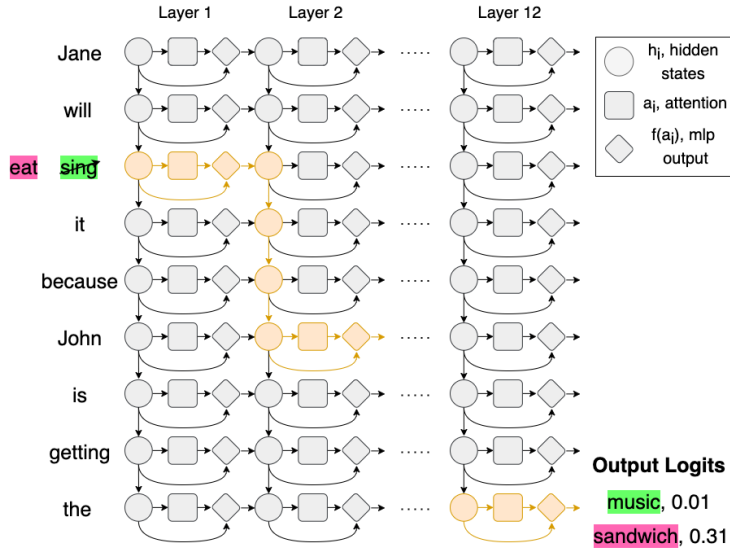 Layer 1 Layer 2 Layer 12
Jane
will
eat sing
it
because
John
is
getting
the
.....
.....
.....
.....
.....
.....
.....
.....
.....
hᵢ, hidden
states
aᵢ, attention
f(aᵢ), mlp
output
Output Logits
music, 0.01
sandwich, 0.31